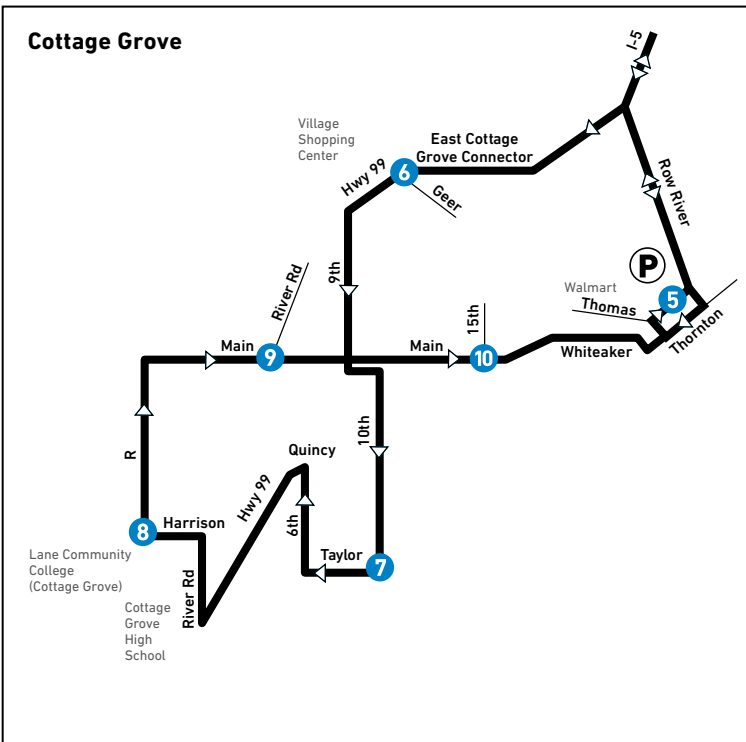 Cottage Grove
I-5
Village
Shopping
Center
East Cottage
Grove Connector
Hwy 99
6
Geer
Row River
9th
River Rd
P
Walmart
5
Thomas
Thornton
15th
Main
9
Main
10
Whiteaker
R
10th
Quincy
Hwy 99
6th
8
Harrison
Taylor
7
Lane Community
College
(Cottage Grove)
River Rd
Cottage
Grove
High
School